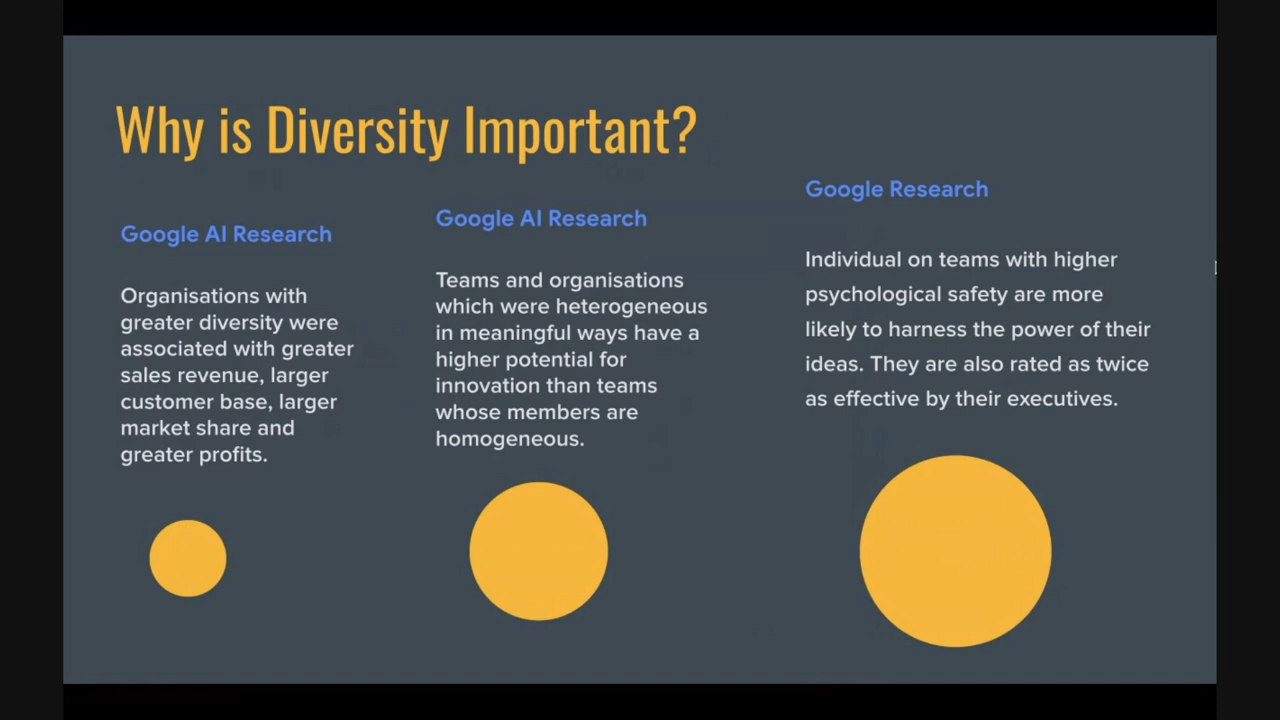 Why is Diversity Important?
Google AI Research
Organisations with
greater diversity were
associated with greater
sales revenue, larger
customer base, larger
market share and
greater profits.
Google AI Research
Teams and organisations
which were heterogeneous
in meaningful ways have a
higher potential for
innovation than teams
whose members are
homogeneous.
Google Research
Individual on teams with higher
psychological safety are more
likely to harness the power of their
ideas. They are also rated as twice
as effective by their executives.